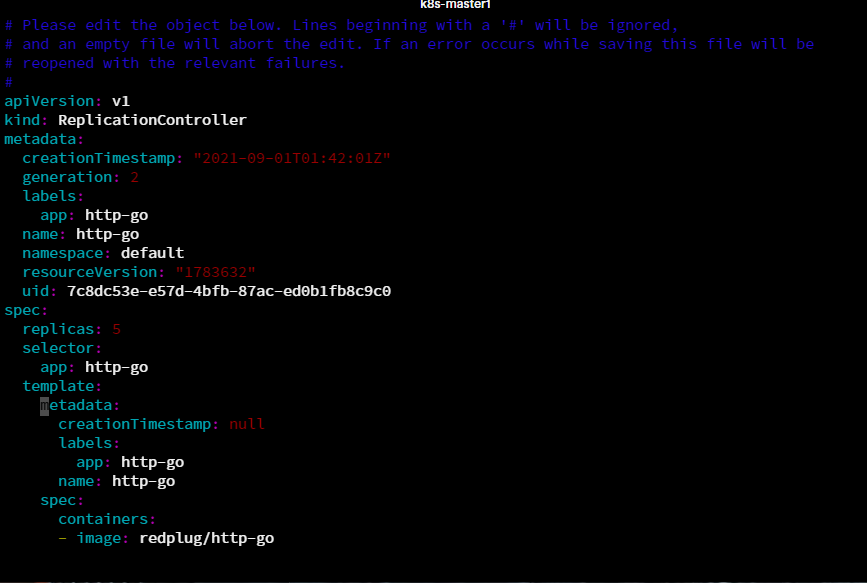 k8s-master1
# Please edit the object below. Lines beginning with a '#' will be ignored,
# and an empty file will abort the edit. If an error occurs while saving this file will be
# reopened with the relevant failures.
#
apiVersion: v1
kind: ReplicationController
metadata:
  creationTimestamp: "2021-09-01T01:42:01Z"
  generation: 2
  labels:
    app: http-go
  name: http-go
  namespace: default
  resourceVersion: "1783632"
  uid: 7c8dc53e-e57d-4bfb-87ac-ed0b1fb8c9c0
spec:
  replicas: 5
  selector:
    app: http-go
  template:
    metadata:
      creationTimestamp: null
      labels:
        app: http-go
      name: http-go
    spec:
      containers:
      - image: redplug/http-go